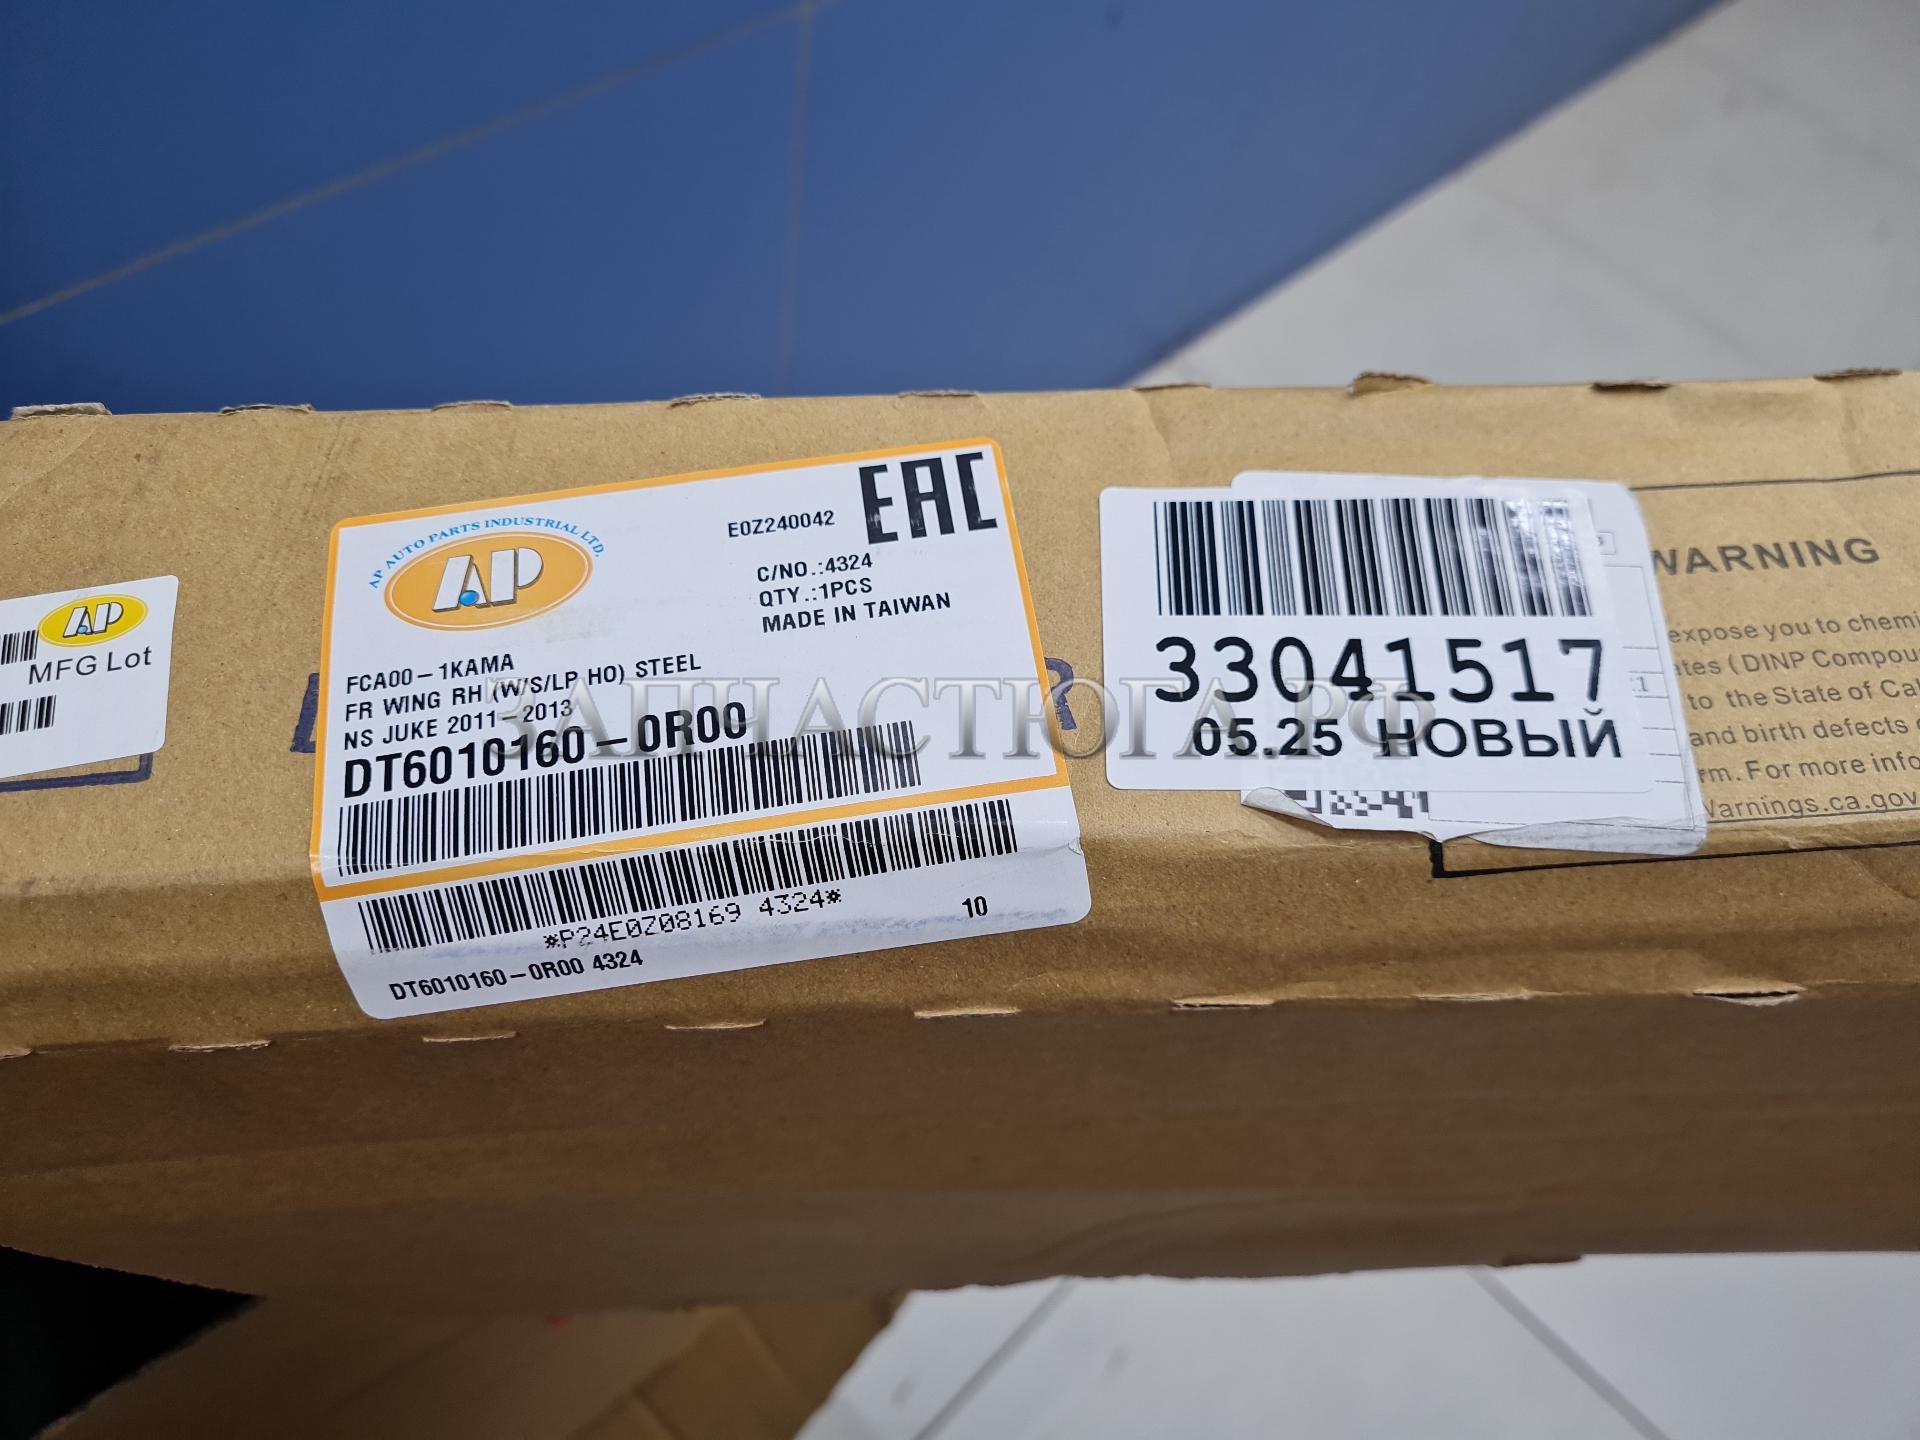 AP AUTO PARTS INDUSTRIAL LTD.
AP
E0Z240042
EAC
C/NO.:4324
QTY.:1PCS
MADE IN TAIWAN
FCA00-1KAMA
FR WING RH (W/S/LP HO) STEEL
NS JUKE 2011-2013
DT6010160-0R00
*P24E0Z08169 4324*
10
DT6010160-0R00 4324
AP
MFG Lot
33041517
05.25 НОВЫЙ
ЗАПЧАСТЮГА.РФ
WARNING
expose you to chemi
ates (DINP Compou
to the State of Cal
and birth defects
rm. For more info
Warnings.ca.gov